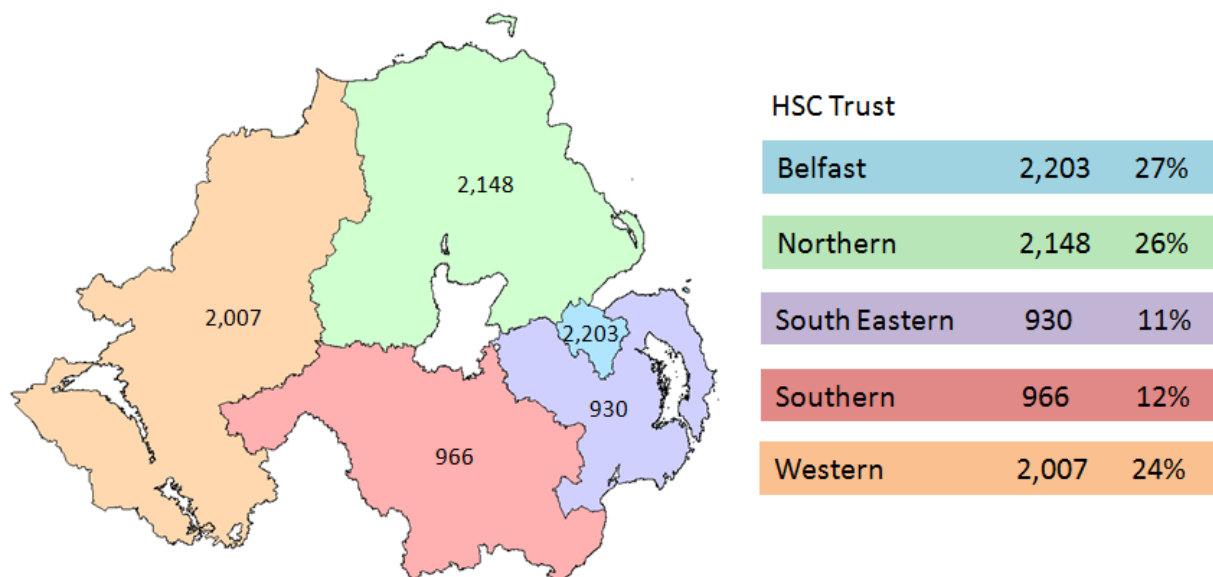 2,148
2,007
2,203
930
966
HSC Trust
Belfast 2,203 27%
Northern 2,148 26%
South Eastern 930 11%
Southern 966 12%
Western 2,007 24%